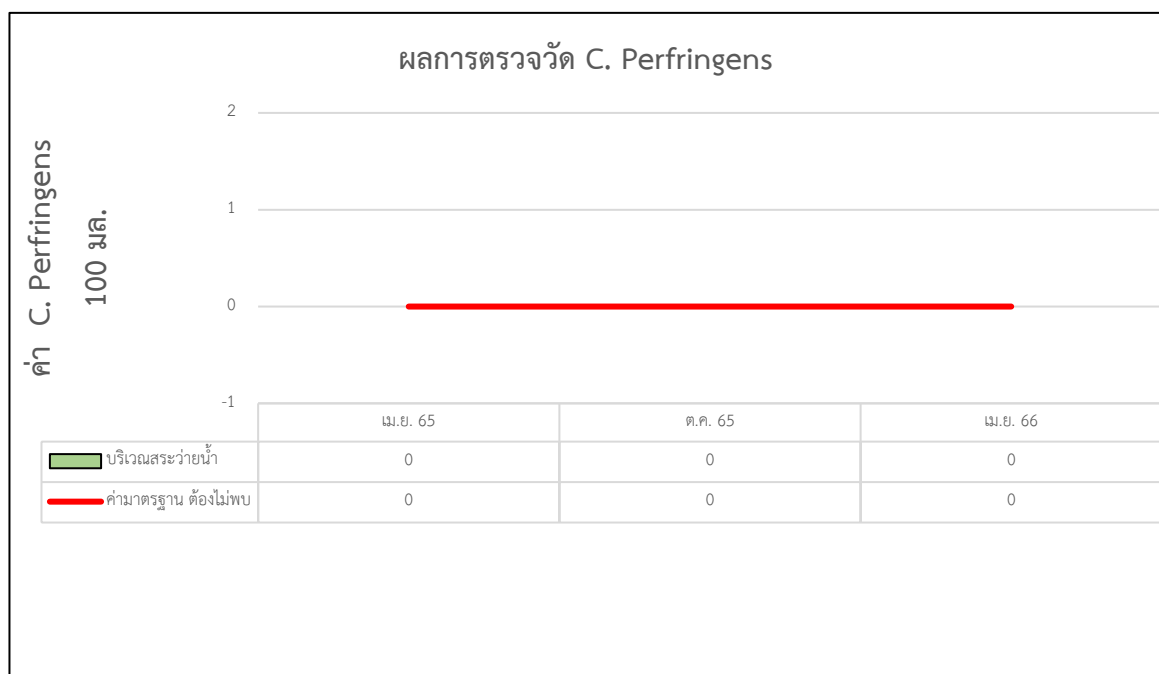 ผลการตรวจวัด C. Perfringens
ค่า C. Perfringens
100 มล.
2
1
0
-1
เม.ย. 65 ต.ค. 65 เม.ย. 66
บริเวณสระว่ายน้ำ 0 0 0
ค่ามาตรฐาน ต้องไม่พบ 0 0 0